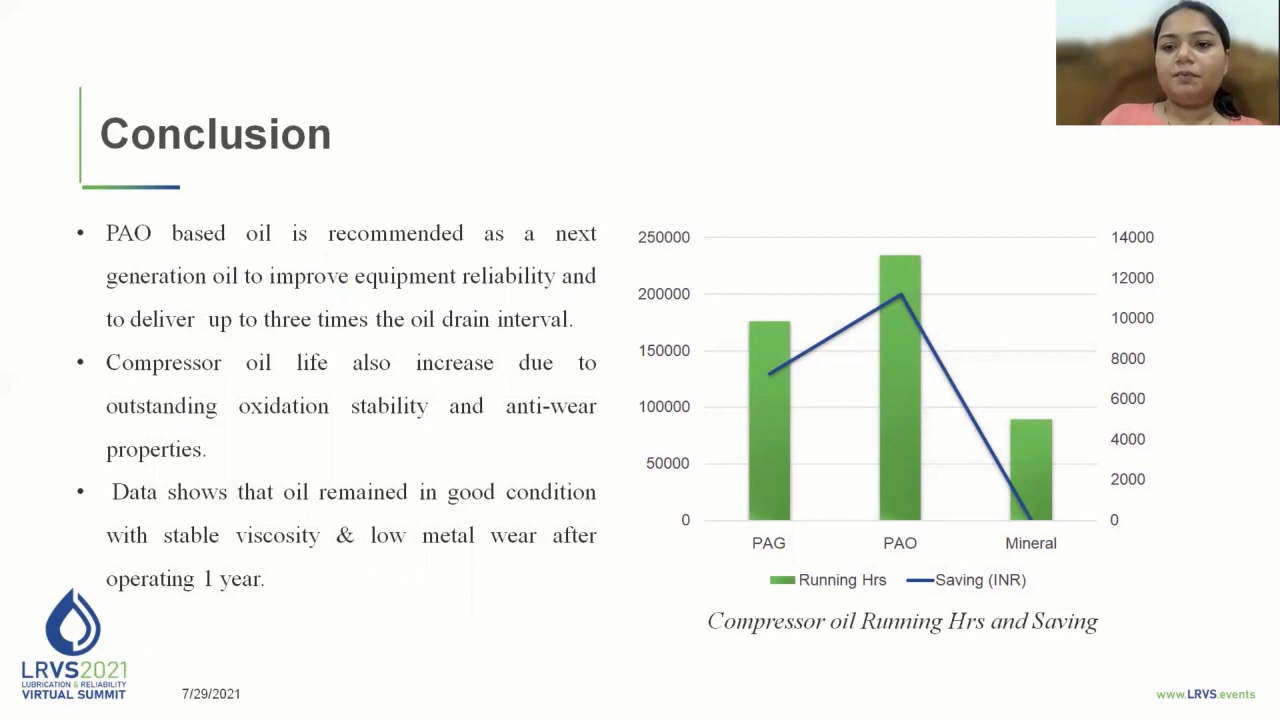 Conclusion
• PAO based oil is recommended as a next
generation oil to improve equipment reliability and
to deliver up to three times the oil drain interval.
• Compressor oil life also increase due to
outstanding oxidation stability and anti-wear
properties.
• Data shows that oil remained in good condition
with stable viscosity & low metal wear after
operating 1 year.
250000
200000
150000
100000
50000
0
14000
12000
10000
8000
6000
4000
2000
0
PAG PAO Mineral
Running Hrs Saving (INR)
Compressor oil Running Hrs and Saving
LRVS2021
LUBRICATION & RELIABILITY
VIRTUAL SUMMIT
7/29/2021
www.LRVS.events